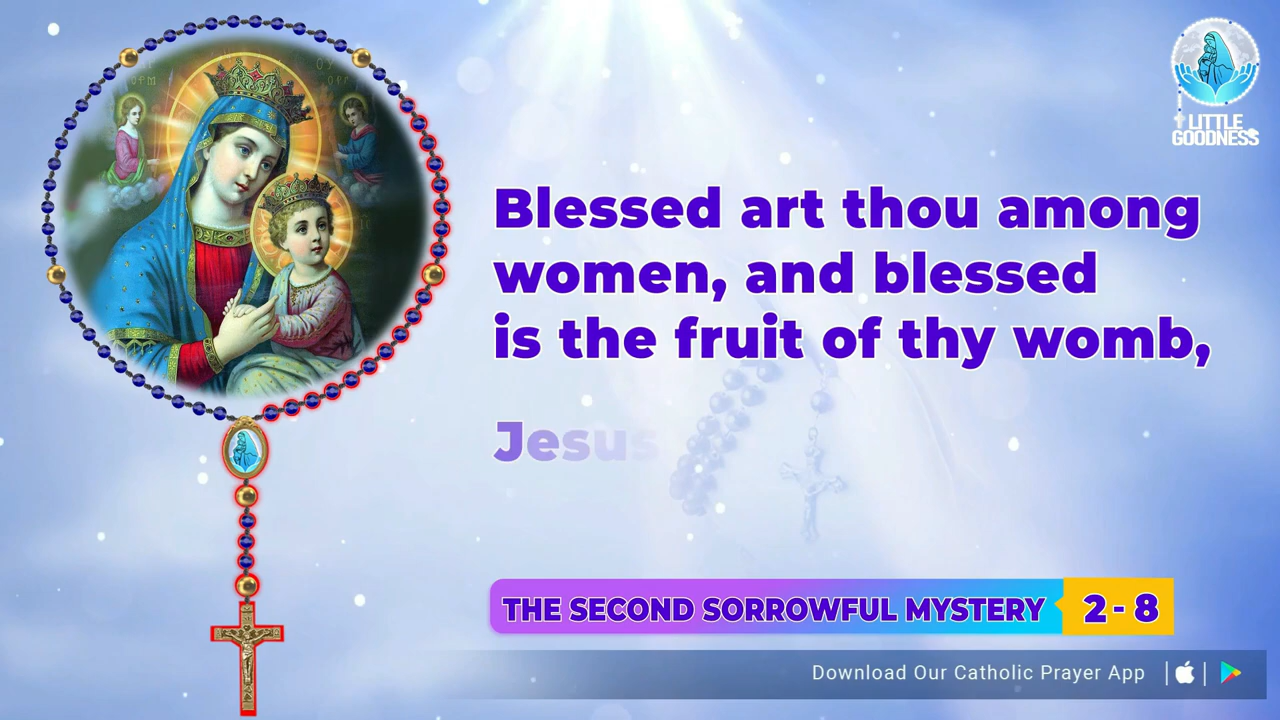 Blessed art thou among
women, and blessed
is the fruit of thy womb,
Jesus
THE SECOND SORROWFUL MYSTERY 2 - 8
Download Our Catholic Prayer App
LITTLE
GOODNESS